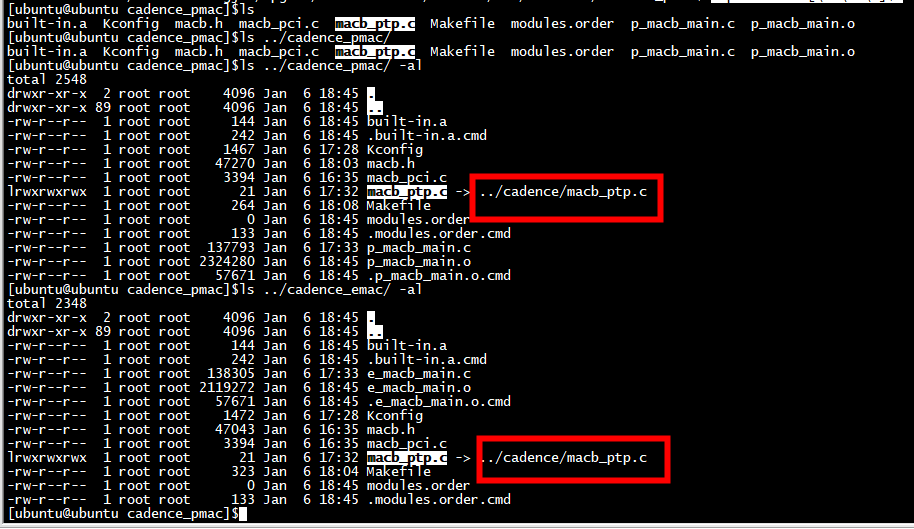 [ubuntu@ubuntu cadence_pmac]$ls
built-in.a Kconfig macb.h macb_pci.c macb_ptp.c Makefile modules.order p_macb_main.c p_macb_main.o
[ubuntu@ubuntu cadence_pmac]$ls ../cadence_pmac/
built-in.a Kconfig macb.h macb_pci.c macb_ptp.c Makefile modules.order p_macb_main.c p_macb_main.o
[ubuntu@ubuntu cadence_pmac]$ls ../cadence_pmac/ -al
total 2548
drwxr-xr-x 2 root root 4096 Jan 6 18:45 .
drwxr-xr-x 89 root root 4096 Jan 6 18:45 ..
-rw-r--r-- 1 root root 144 Jan 6 18:45 built-in.a
-rw-r--r-- 1 root root 242 Jan 6 18:45 .built-in.a.cmd
-rw-r--r-- 1 root root 1467 Jan 6 17:28 Kconfig
-rw-r--r-- 1 root root 47270 Jan 6 18:03 macb.h
-rw-r--r-- 1 root root 3394 Jan 6 16:35 macb_pci.c
lrwxrwxrwx 1 root root 21 Jan 6 17:32 macb_ptp.c -> ../cadence/macb_ptp.c
-rw-r--r-- 1 root root 264 Jan 6 18:08 Makefile
-rw-r--r-- 1 root root 0 Jan 6 18:45 modules.order
-rw-r--r-- 1 root root 133 Jan 6 18:45 .modules.order.cmd
-rw-r--r-- 1 root root 137793 Jan 6 17:33 p_macb_main.c
-rw-r--r-- 1 root root 2324280 Jan 6 18:45 p_macb_main.o
-rw-r--r-- 1 root root 57671 Jan 6 18:45 .p_macb_main.o.cmd
[ubuntu@ubuntu cadence_pmac]$ls ../cadence_emac/ -al
total 2348
drwxr-xr-x 2 root root 4096 Jan 6 18:45 .
drwxr-xr-x 89 root root 4096 Jan 6 18:45 ..
-rw-r--r-- 1 root root 144 Jan 6 18:45 built-in.a
-rw-r--r-- 1 root root 242 Jan 6 18:45 .built-in.a.cmd
-rw-r--r-- 1 root root 138305 Jan 6 17:33 e_macb_main.c
-rw-r--r-- 1 root root 2119272 Jan 6 18:45 e_macb_main.o
-rw-r--r-- 1 root root 57671 Jan 6 18:45 .e_macb_main.o.cmd
-rw-r--r-- 1 root root 1472 Jan 6 17:28 Kconfig
-rw-r--r-- 1 root root 47043 Jan 6 16:35 macb.h
-rw-r--r-- 1 root root 3394 Jan 6 16:35 macb_pci.c
lrwxrwxrwx 1 root root 21 Jan 6 17:32 macb_ptp.c -> ../cadence/macb_ptp.c
-rw-r--r-- 1 root root 323 Jan 6 18:04 Makefile
-rw-r--r-- 1 root root 0 Jan 6 18:45 modules.order
-rw-r--r-- 1 root root 133 Jan 6 18:45 .modules.order.cmd
[ubuntu@ubuntu cadence_pmac]$